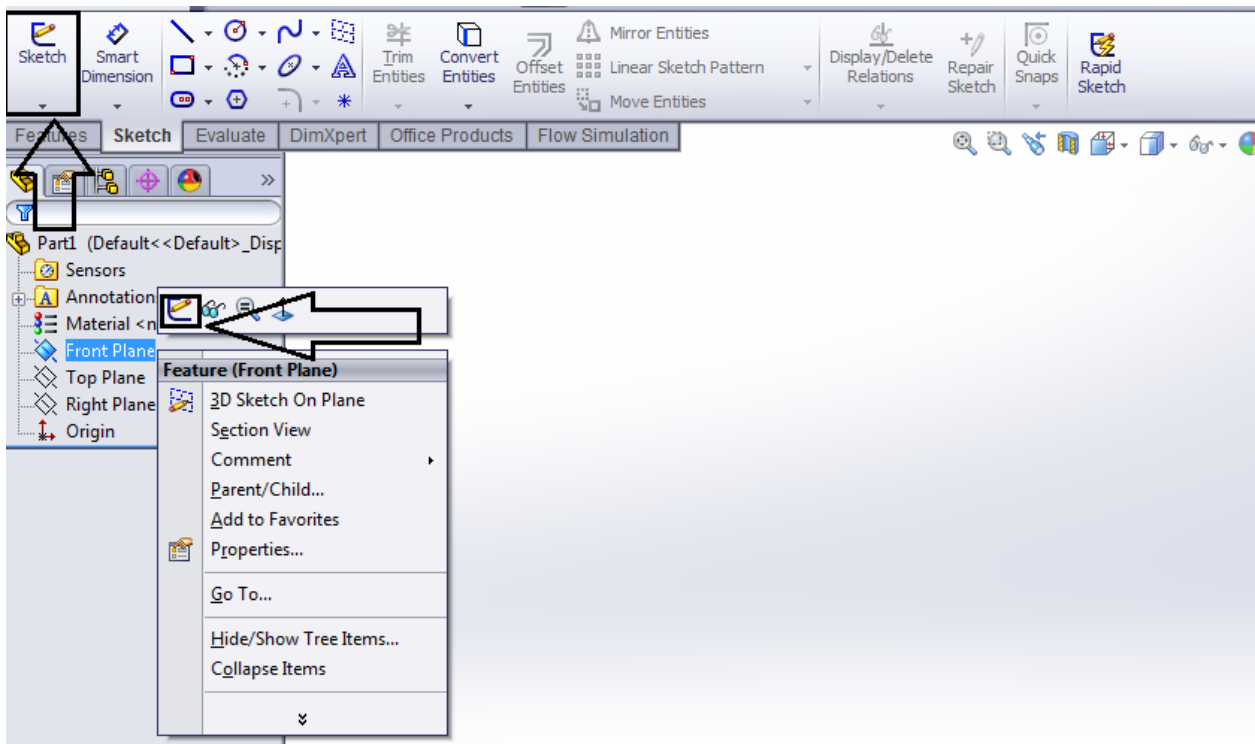 Sketch
Smart Dimension
Trim Entities
Convert Entities
Offset Entities
Mirror Entities
Linear Sketch Pattern
Move Entities
Display/Delete Relations
Repair Sketch
Quick Snaps
Rapid Sketch
Features Sketch Evaluate DimXpert Office Products Flow Simulation
Part1 (Default<<Default>_Disp
Sensors
Annotation
Material <n
Front Plane
Top Plane
Right Plane
Origin
Feature (Front Plane)
3D Sketch On Plane
Section View
Comment
Parent/Child...
Add to Favorites
Properties...
Go To...
Hide/Show Tree Items...
Collapse Items